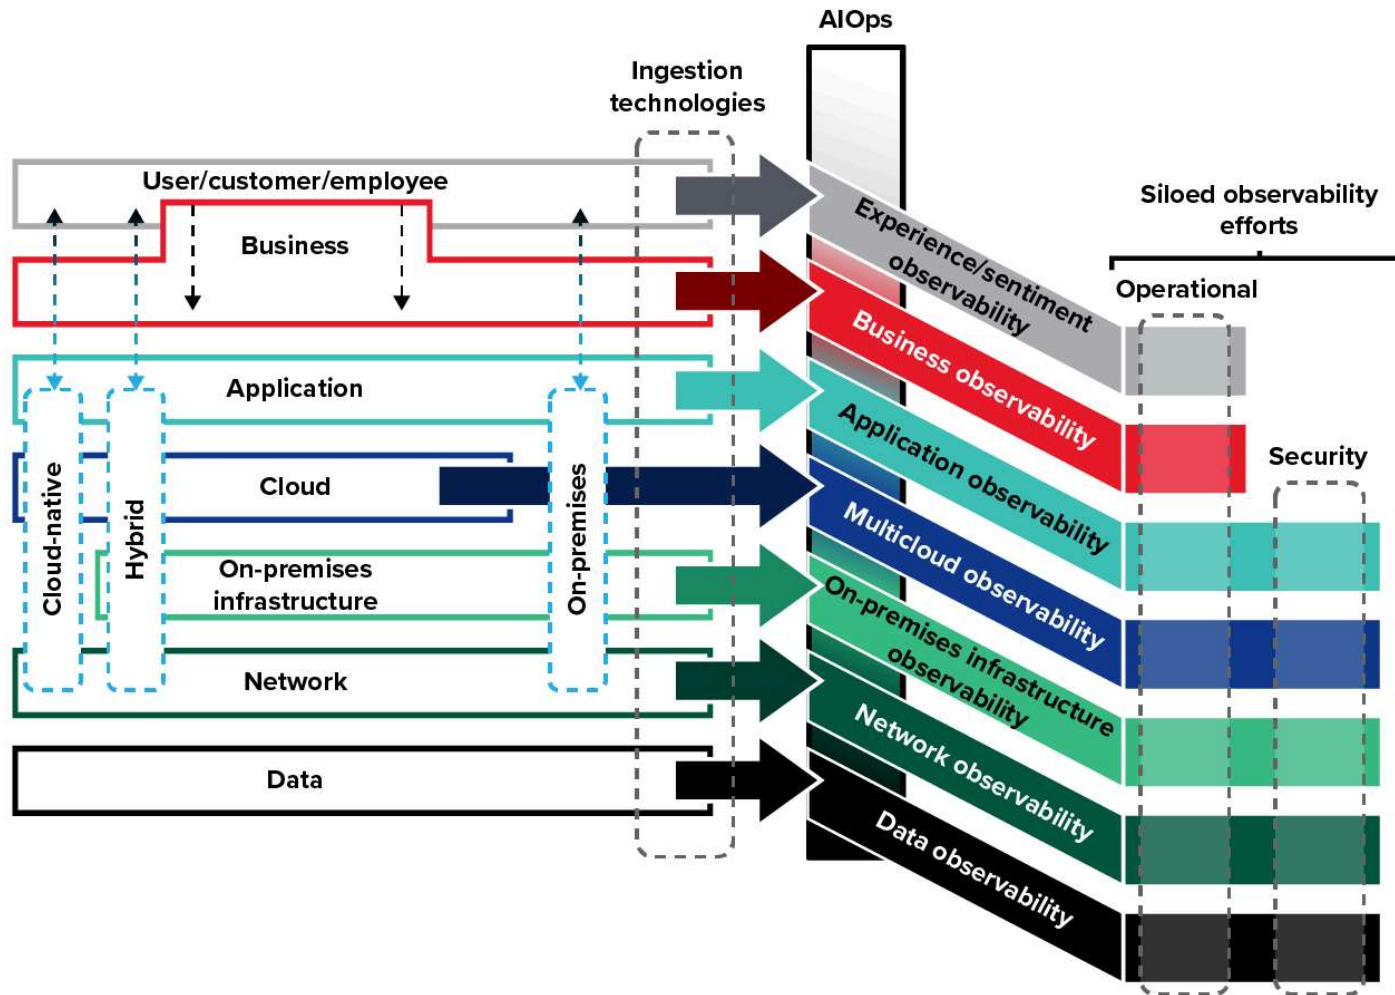 AIOps
Ingestion
technologies
User/customer/employee
Business
Application
Cloud
On-premises
infrastructure
Network
Data
Cloud-native
Hybrid
On-premises
Experience/sentiment
observability
Business observability
Application observability
Multicloud observability
On-premises infrastructure
observability
Network observability
Data observability
Siloed observability
efforts
Operational
Security